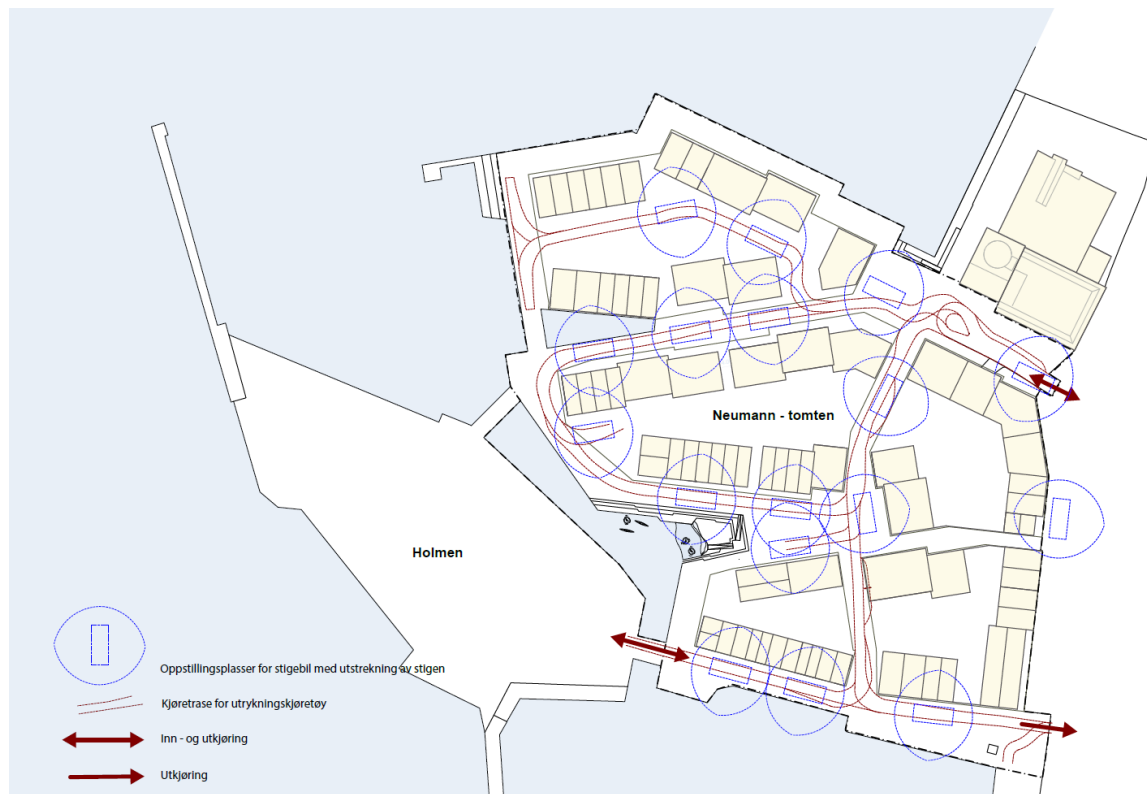 Neumann - tomten
Holmen
Oppstillingsplasser for stigebil med utstrekning av stigen
Kjøretrase for utrykningskjøretøy
Inn - og utkjøring
Utkjøring